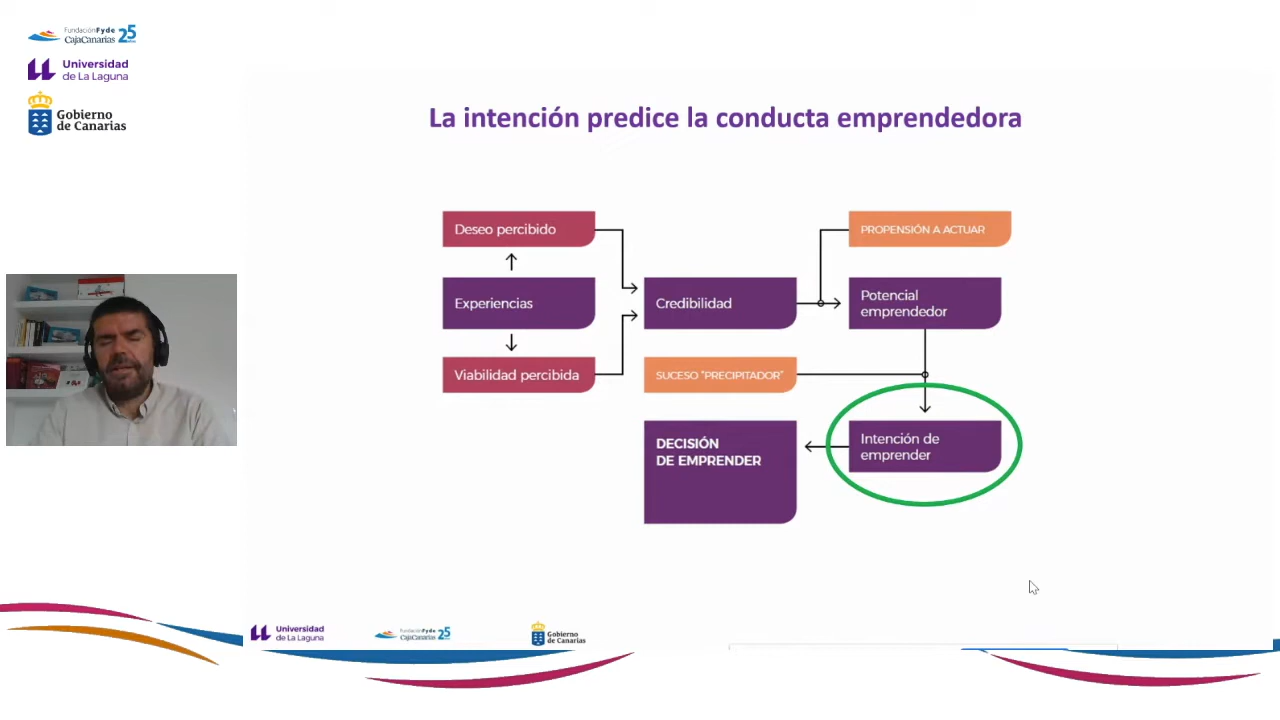 FundaciónFyde
CajaCanarias 25
Universidad
de La Laguna
Gobierno
de Canarias
La intención predice la conducta emprendedora
Deseo percibido
PROPENSIÓN A ACTUAR
Experiencias
Credibilidad
Potencial
emprendedor
Viabilidad percibida
SUCESO "PRECIPITADOR"
DECISIÓN
DE EMPRENDER
Intención de
emprender
Universidad
de La Laguna
FundaciónFyde
CajaCanarias 25
Gobierno
de Canarias